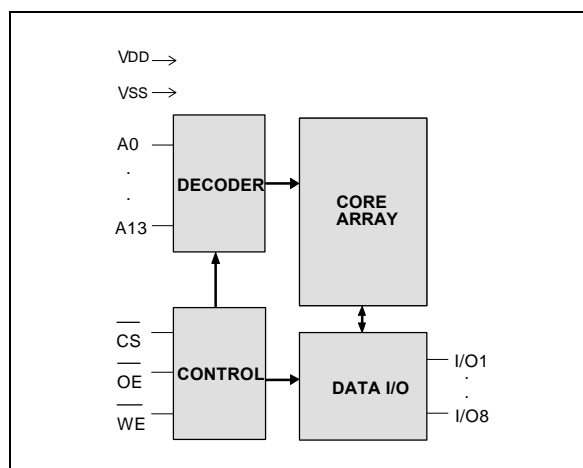 VDD
VSS
A0
.
.
A13
DECODER
CORE
ARRAY
CS
OE
WE
CONTROL
DATA I/O
I/O1
.
.
I/O8